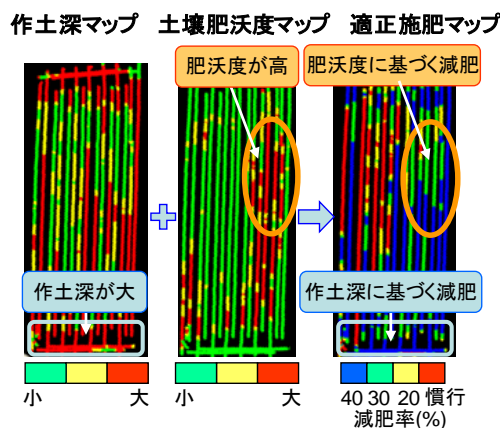 作土深マップ 土壌肥沃度マップ 適正施肥マップ
肥沃度が高
肥沃度に基づく減肥
作土深が大
作土深に基づく減肥
小 大
小 大
40 30 20 慣行
減肥率(%)